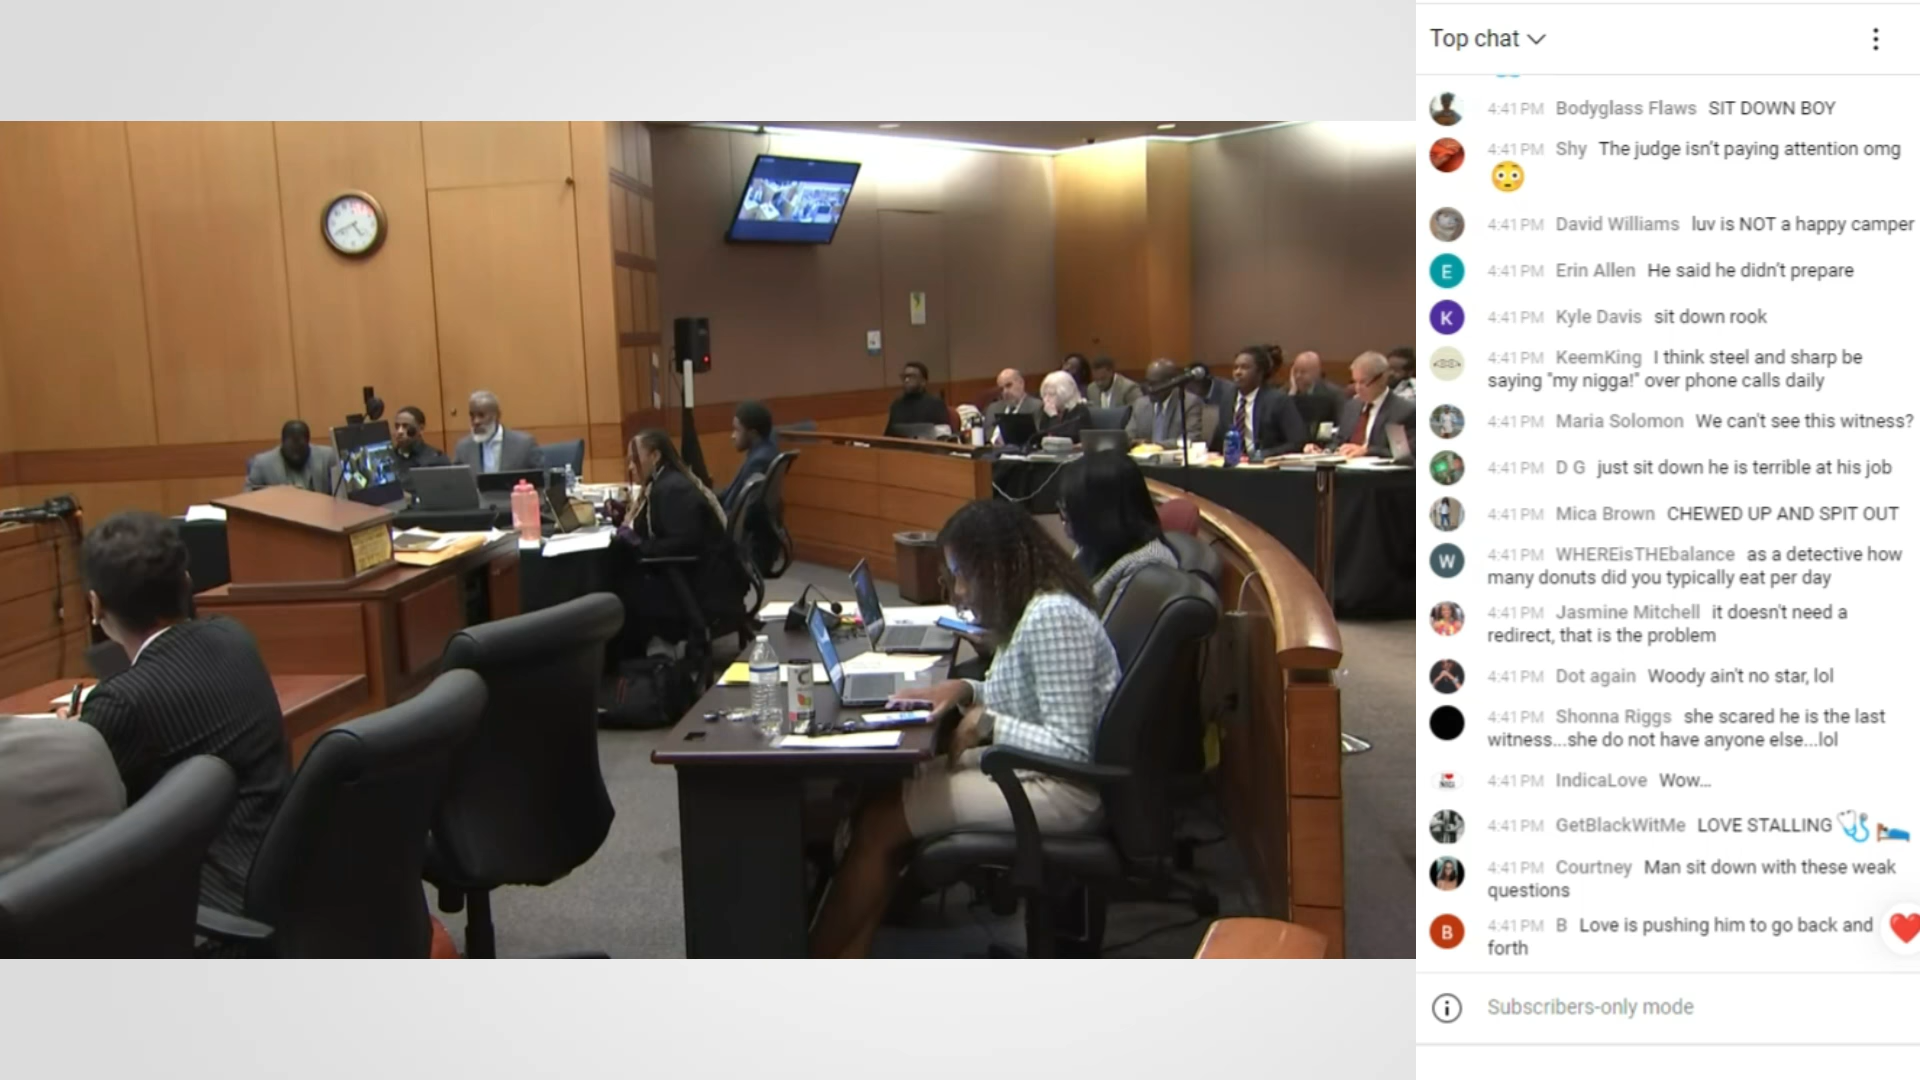 Top chat
4:41 PM Bodyglass Flaws SIT DOWN BOY
4:41 PM Shy The judge isn't paying attention omg
😳
4:41 PM David Williams luv is NOT a happy camper
E 4:41 PM Erin Allen He said he didn't prepare
K 4:41 PM Kyle Davis sit down rook
4:41 PM KeemKing I think steel and sharp be
saying "my nigga!" over phone calls daily
4:41 PM Maria Solomon We can't see this witness?
4:41 PM D G just sit down he is terrible at his job
4:41 PM Mica Brown CHEWED UP AND SPIT OUT
W 4:41 PM WHEREisTHEbalance as a detective how
many donuts did you typically eat per day
4:41 PM Jasmine Mitchell it doesn't need a
redirect, that is the problem
4:41 PM Dot again Woody ain't no star, lol
4:41 PM Shonna Riggs she scared he is the last
witness...she do not have anyone else...lol
4:41 PM IndicaLove Wow...
4:41 PM GetBlackWitMe LOVE STALLING
4:41 PM Courtney Man sit down with these weak
questions
B 4:41 PM B Love is pushing him to go back and
forth
Subscribers-only mode